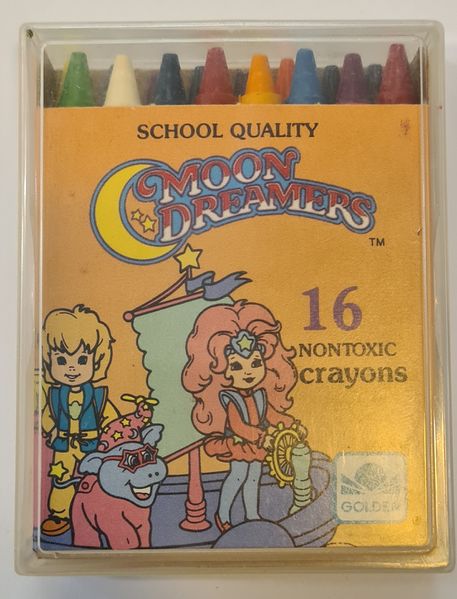 SCHOOL QUALITY
MOON
DREAMERS
TM
16
NONTOXIC
crayons
GOLDEN